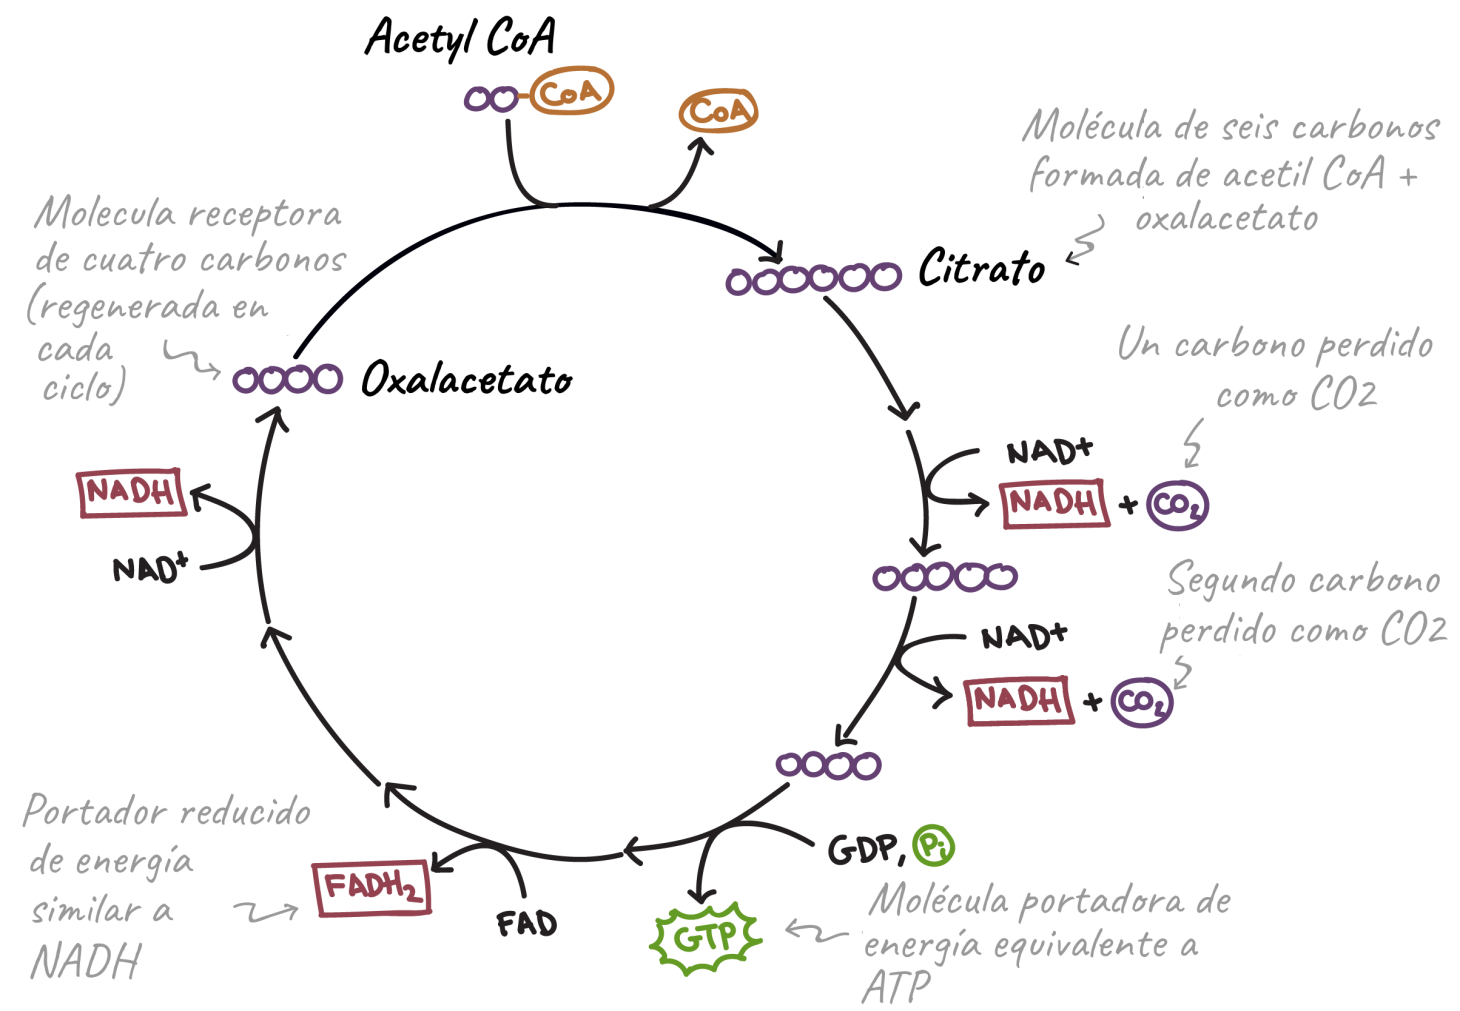 Acetyl CoA
CoA
CoA
Molécula de seis carbonos
formada de acetil CoA +
oxalacetato
Citrato
Molecula receptora
de cuatro carbonos
(regenerada en
cada
ciclo)
Oxalacetato
Un carbono perdido
como CO2
NAD+
NADH + CO2
Segundo carbono
perdido como CO2
NAD+
NADH + CO2
NADH
NAD+
GDP, Pi
GTP
Molécula portadora de
energía equivalente a
ATP
FAD
FADH2
Portador reducido
de energía
similar a
NADH